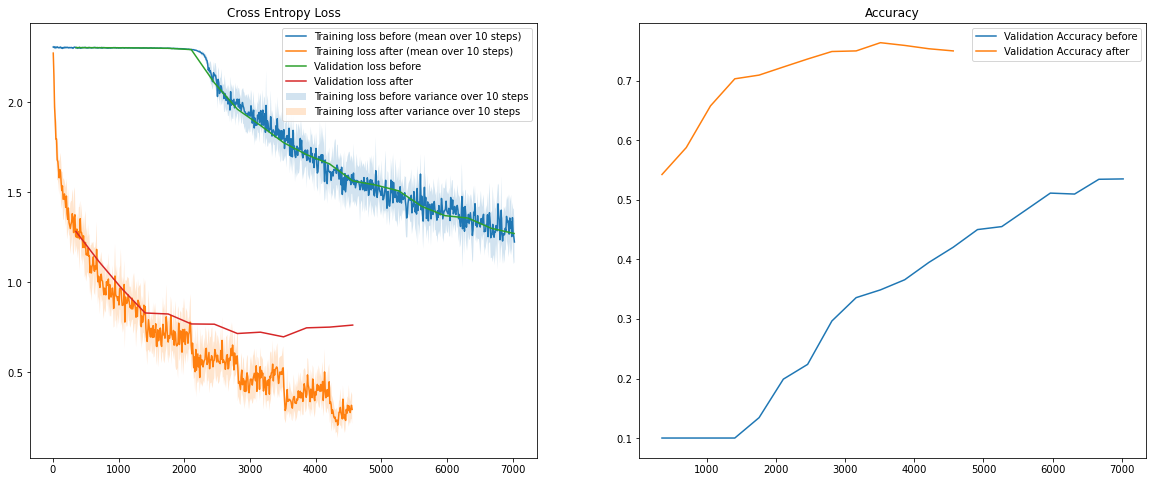 Cross Entropy Loss
Training loss before (mean over 10 steps)
Training loss after (mean over 10 steps)
Validation loss before
Validation loss after
Training loss before variance over 10 steps
Training loss after variance over 10 steps
2.0
1.5
1.0
0.5
0 1000 2000 3000 4000 5000 6000 7000
Accuracy
Validation Accuracy before
Validation Accuracy after
0.7
0.6
0.5
0.4
0.3
0.2
0.1
1000 2000 3000 4000 5000 6000 7000